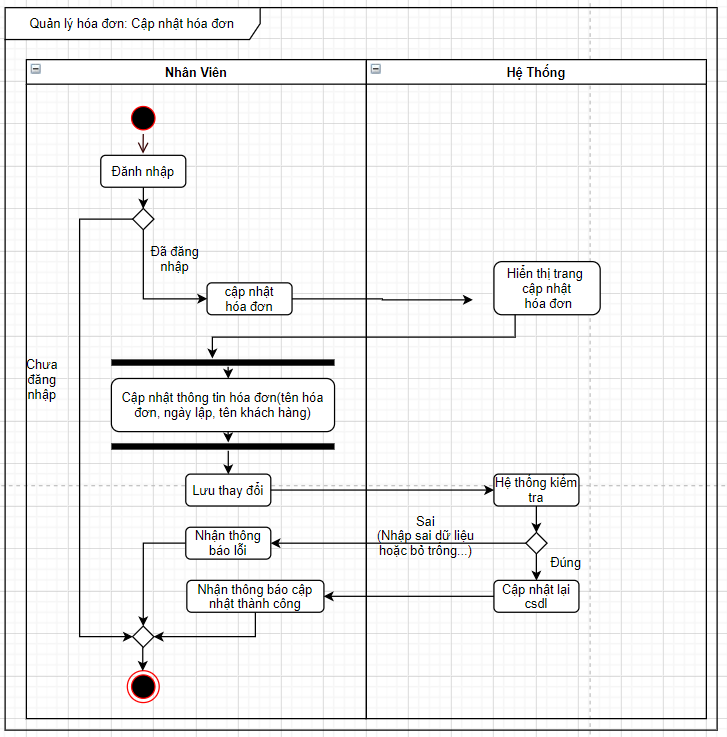 Quản lý hóa đơn: Cập nhật hóa đơn
Nhân Viên
Hệ Thống
Đănh nhập
Đã đăng
nhập
cập nhật
hóa đơn
Hiển thị trang
cập nhật
hóa đơn
Chưa
đăng
nhập
Cập nhật thông tin hóa đơn(tên hóa
đơn, ngày lập, tên khách hàng)
Lưu thay đổi
Hệ thống kiểm
tra
Sai
(Nhập sai dữ liệu
hoặc bỏ trông...)
Nhận thông
báo lỗi
Đúng
Nhận thông báo cập
nhật thành công
Cập nhật lại
csdl